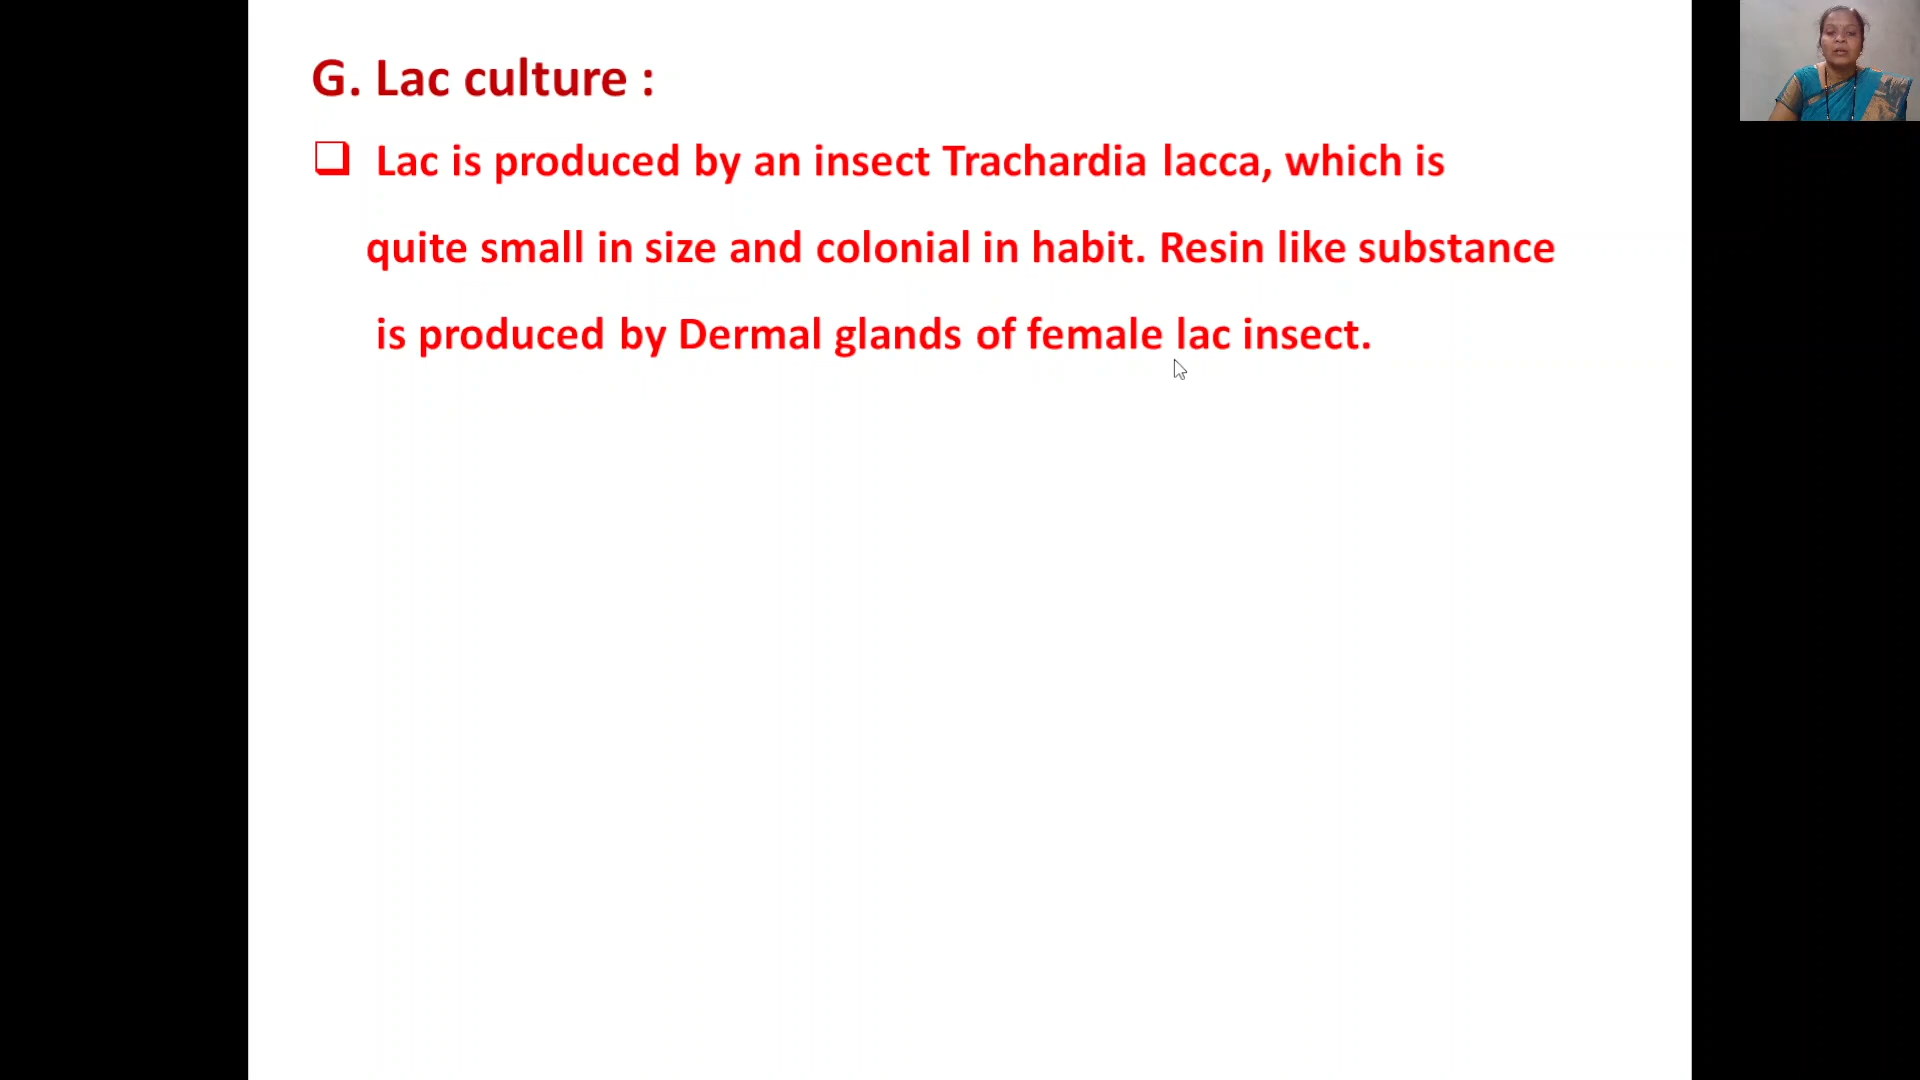 G. Lac culture :
Lac is produced by an insect Trachardia lacca, which is
quite small in size and colonial in habit. Resin like substance
is produced by Dermal glands of female lac insect.